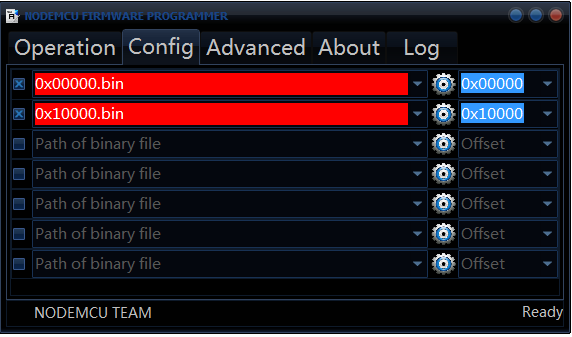 NODEMCU FIRMWARE PROGRAMMER
Operation Config Advanced About Log
0x00000.bin 0x00000
0x10000.bin 0x10000
Path of binary file Offset
Path of binary file Offset
Path of binary file Offset
Path of binary file Offset
Path of binary file Offset
NODEMCU TEAM Ready